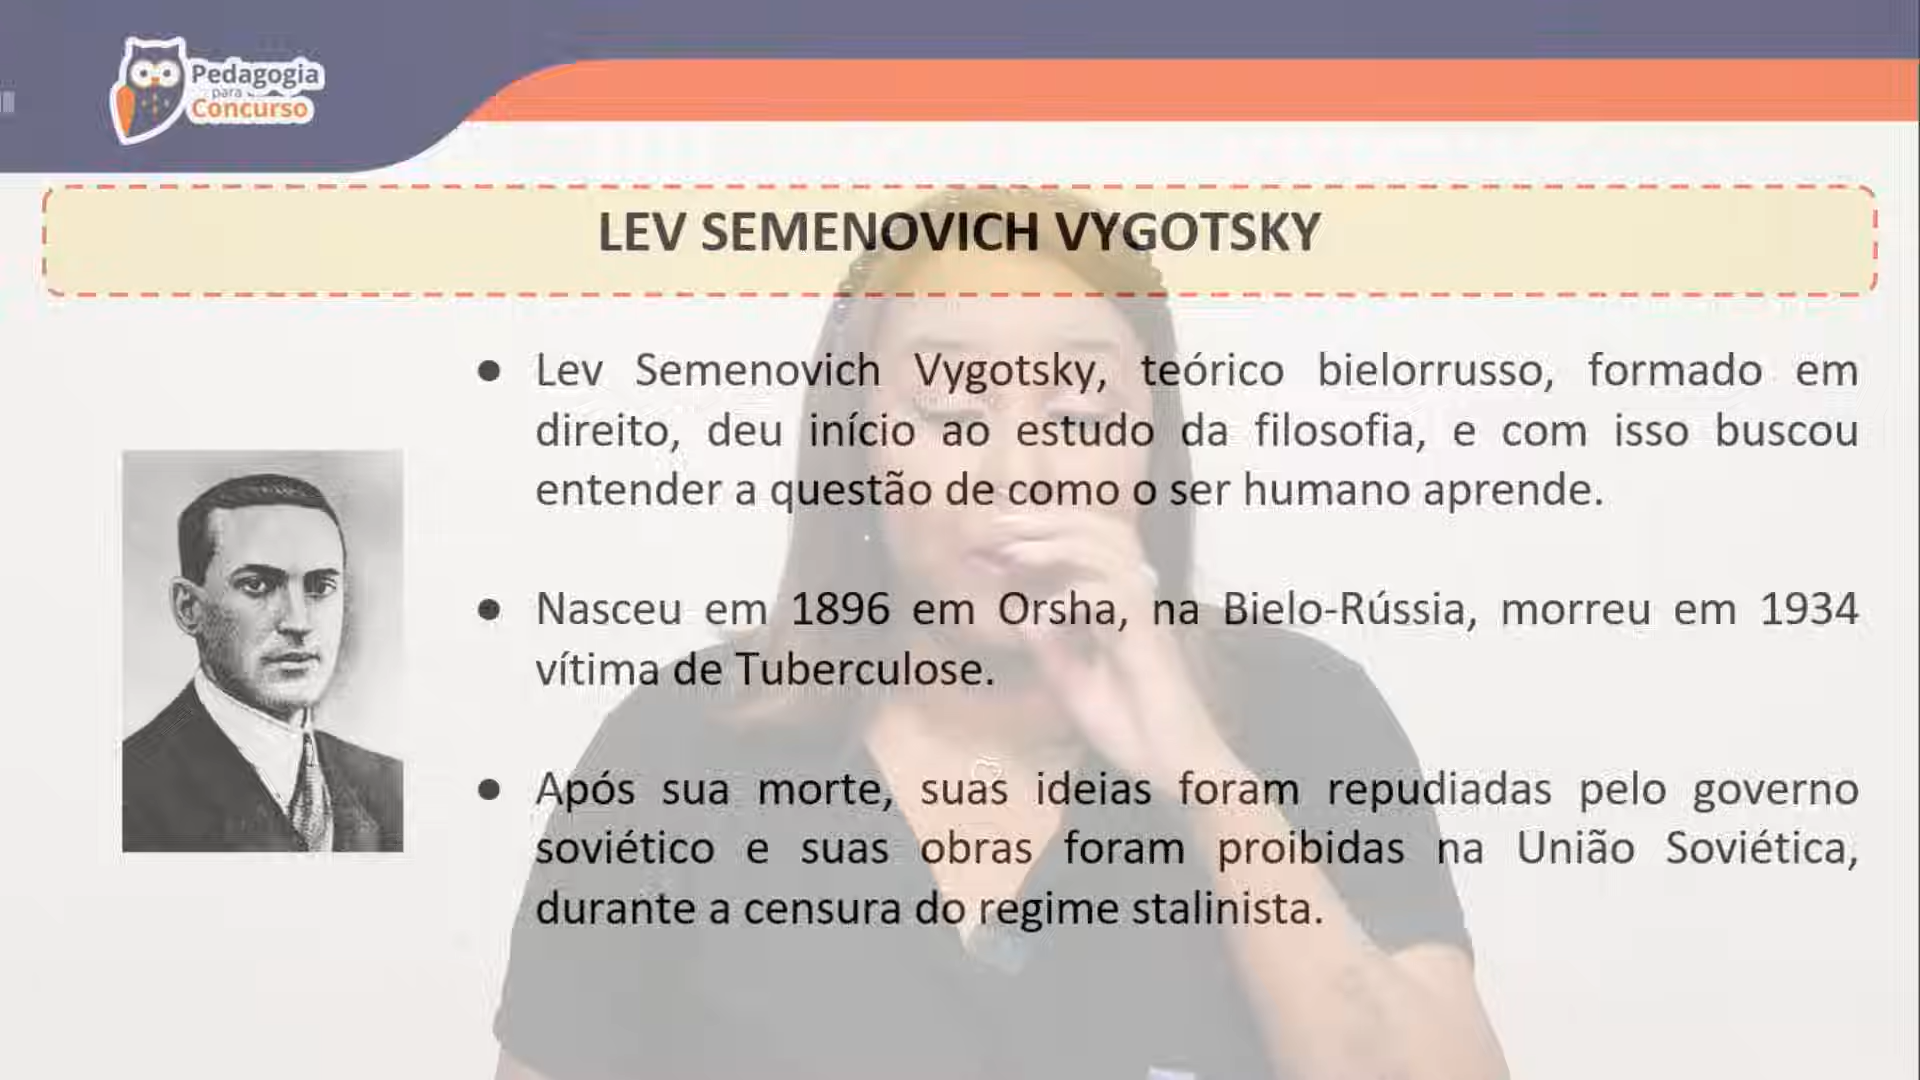 Pedagogia
para
Concurso
LEV SEMENOVICH VYGOTSKY
● Lev Semenovich Vygotsky, teórico bielorrusso, formado em
direito, deu início ao estudo da filosofia, e com isso buscou
entender a questão de como o ser humano aprende.
● Nasceu em 1896 em Orsha, na Bielo-Rússia, morreu em 1934
vítima de Tuberculose.
● Após sua morte, suas ideias foram repudiadas pelo governo
soviético e suas obras foram proibidas na União Soviética,
durante a censura do regime stalinista.